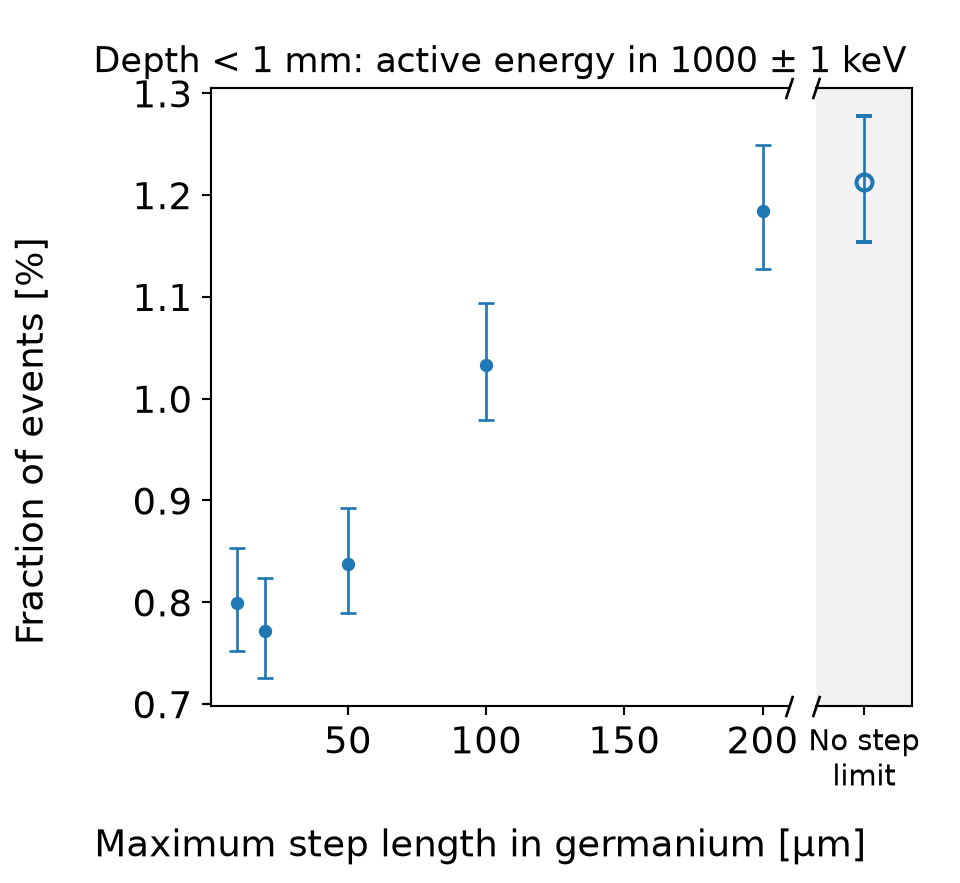 Depth < 1 mm: active energy in 1000 ± 1 keV
1.3
1.2
1.1
1.0
0.9
0.8
0.7
Fraction of events [%]
50 100 150 200 No step
limit
Maximum step length in germanium [μm]